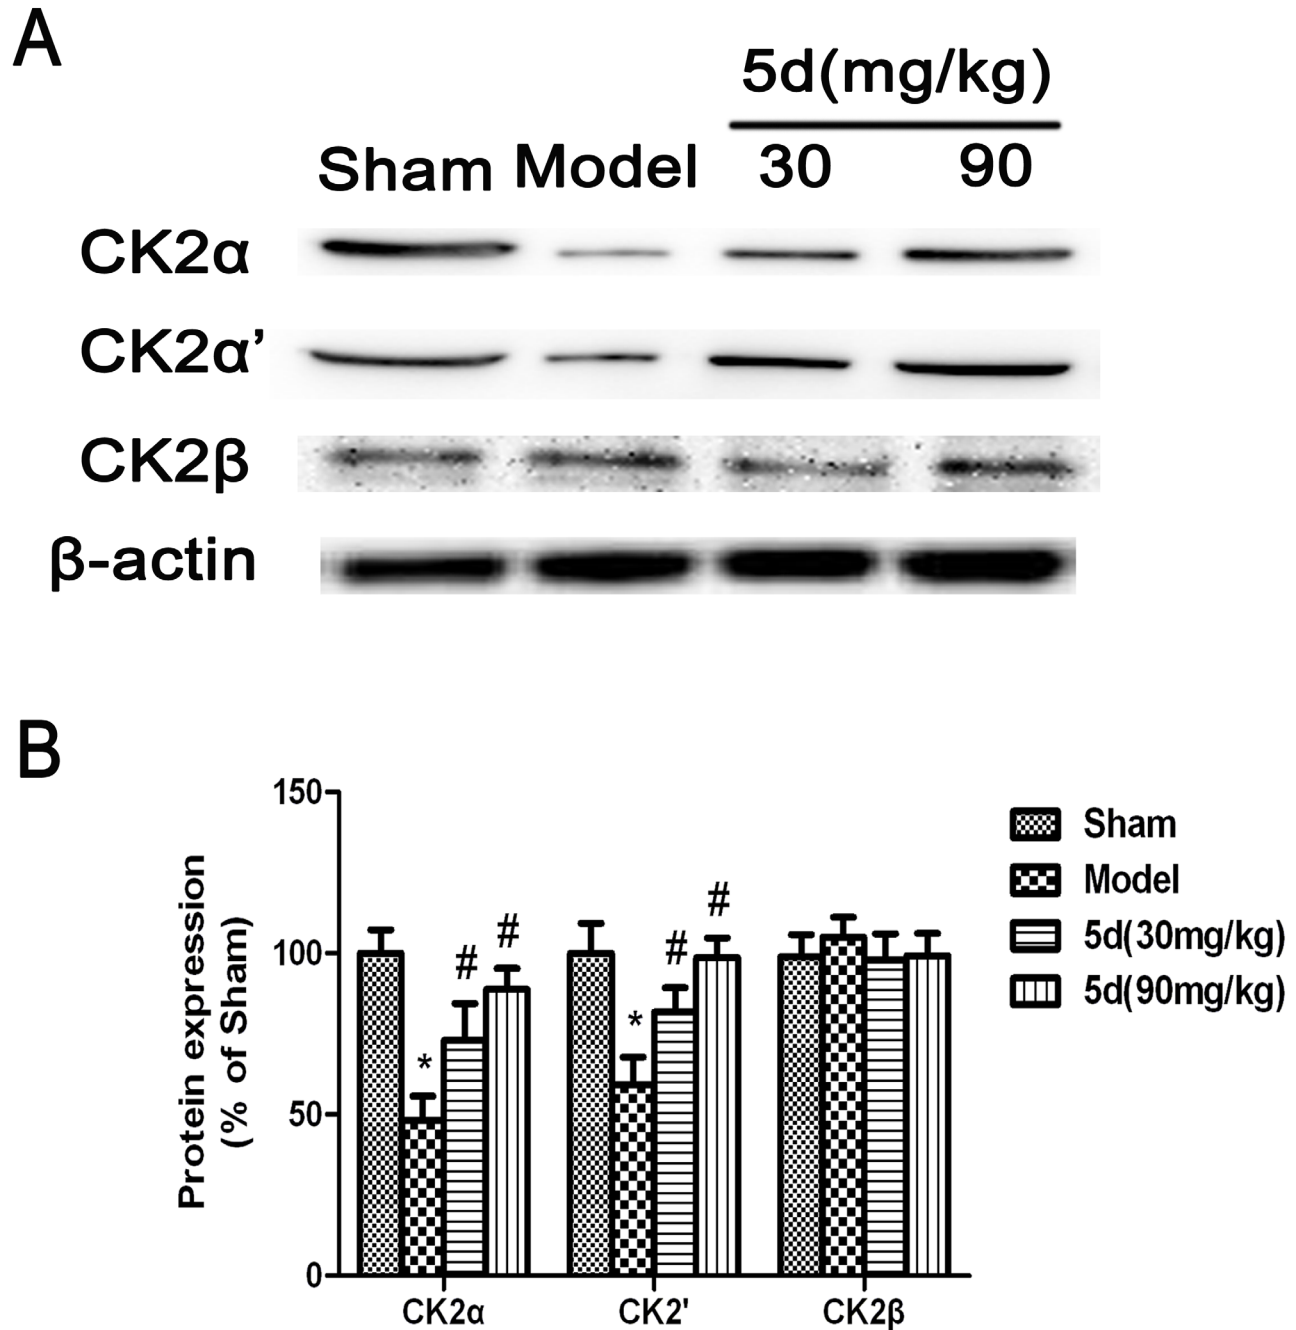 A
5d(mg/kg)
Sham Model 30 90
CK2α
CK2α’
CK2β
β-actin
B
Protein expression
(% of Sham)
150
100
50
0
#
#
*
#
#
*
CK2α CK2' CK2β
Sham
Model
5d(30mg/kg)
5d(90mg/kg)